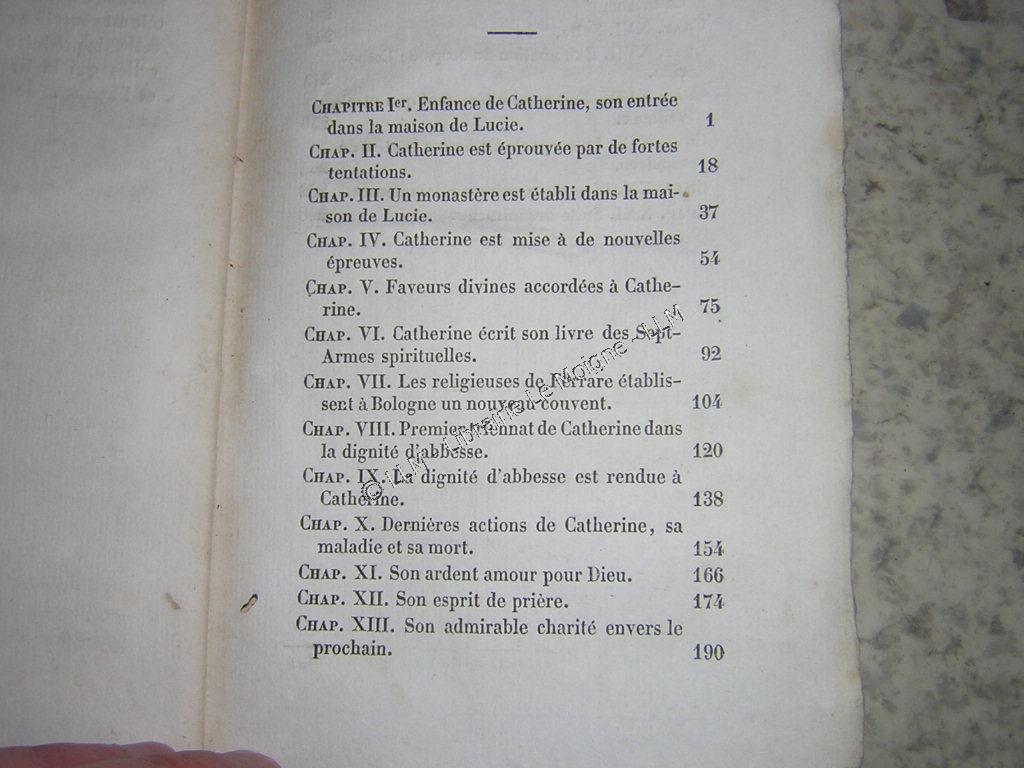 CHAPITRE Ier. Enfance de Catherine, son entrée
dans la maison de Lucie. 1
CHAP. II. Catherine est éprouvée par de fortes
tentations. 18
CHAP. III. Un monastère est établi dans la mai-
son de Lucie. 37
CHAP. IV. Catherine est mise à de nouvelles
épreuves. 54
CHAP. V. Faveurs divines accordées à Cathe-
rine. 75
CHAP. VI. Catherine écrit son livre des Sept-
Armes spirituelles. 92
CHAP. VII. Les religieuses de Ferrare établis-
sent à Bologne un nouveau couvent. 104
CHAP. VIII. Premier triennat de Catherine dans
la dignité d'abbesse. 120
CHAP. IX. La dignité d'abbesse est rendue à
Catherine. 138
CHAP. X. Dernières actions de Catherine, sa
maladie et sa mort. 154
CHAP. XI. Son ardent amour pour Dieu. 166
CHAP. XII. Son esprit de prière. 174
CHAP. XIII. Son admirable charité envers le
prochain. 190
© LLM - Librairie Le Moigne - LLM